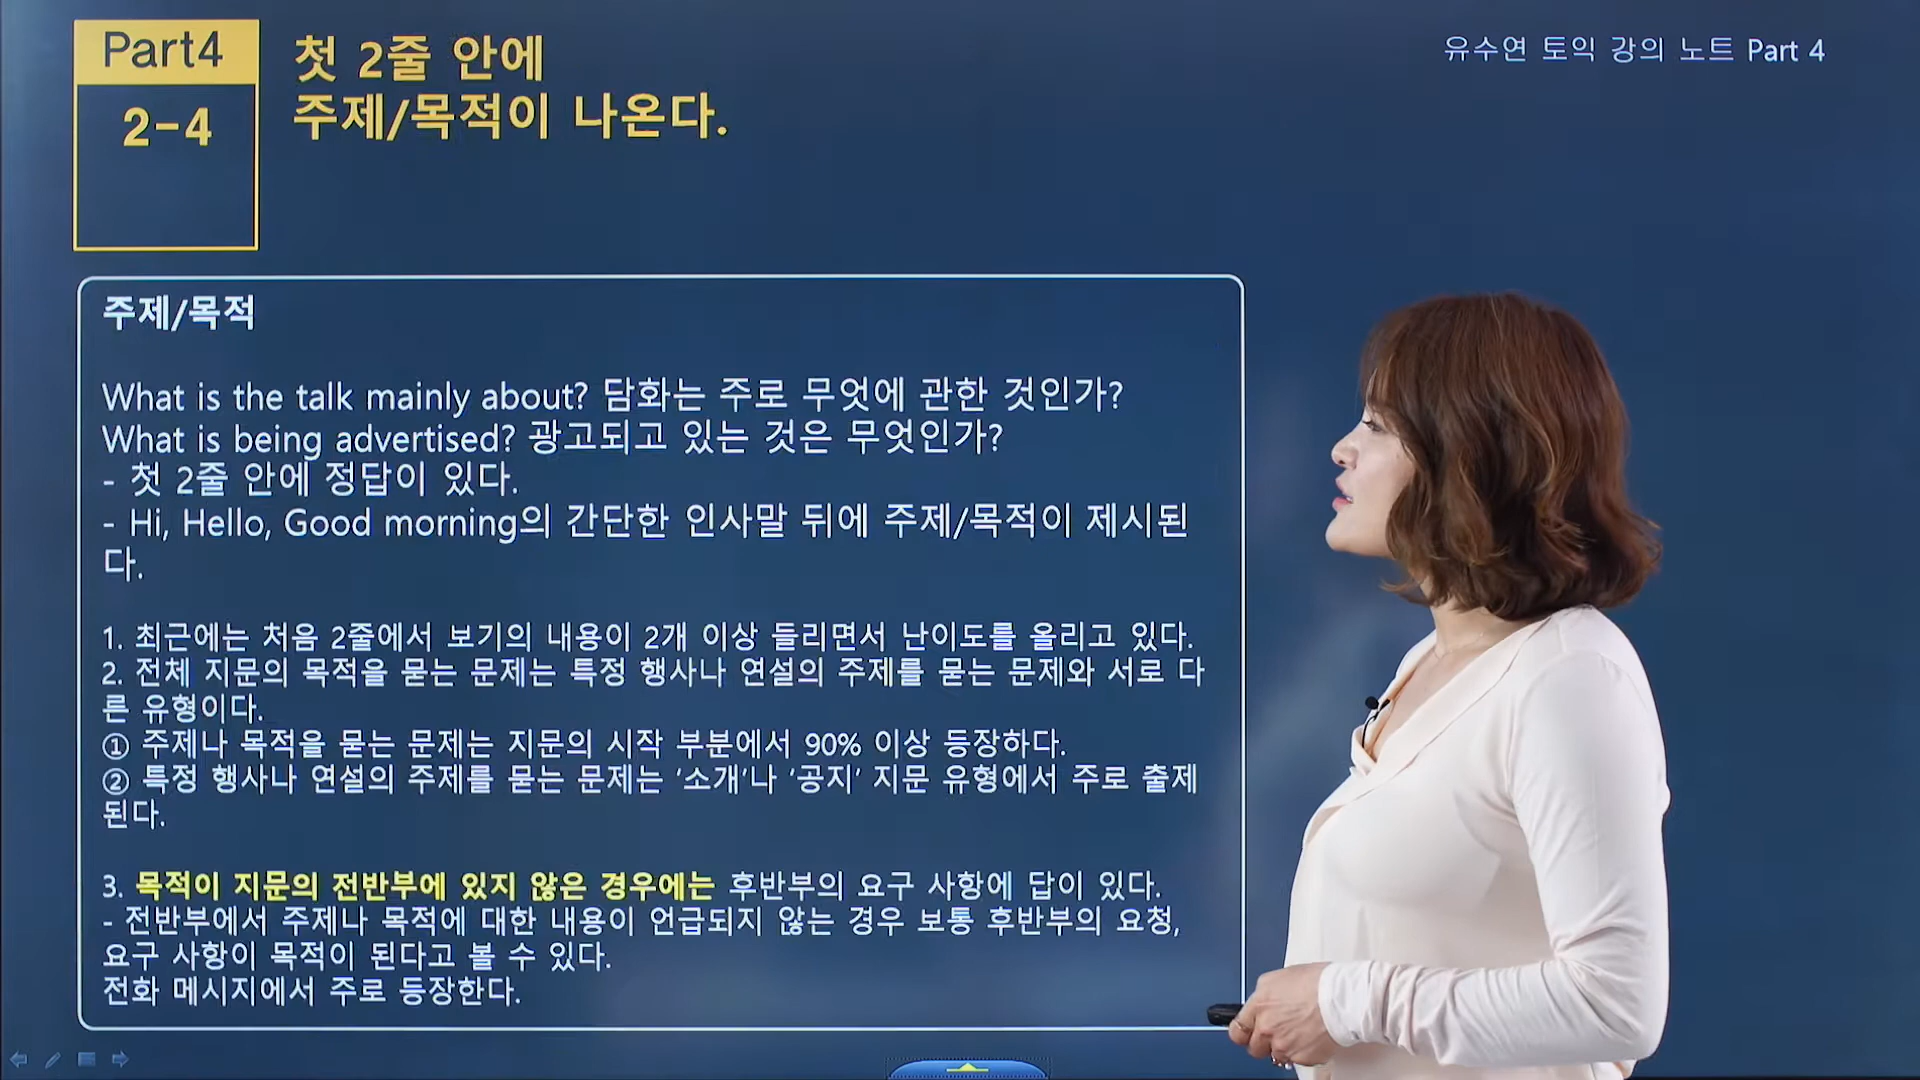 Part4
2-4
첫 2줄 안에
주제/목적이 나온다.
유수연 토익 강의 노트 Part 4
주제/목적
What is the talk mainly about? 담화는 주로 무엇에 관한 것인가?
What is being advertised? 광고되고 있는 것은 무엇인가?
- 첫 2줄 안에 정답이 있다.
- Hi, Hello, Good morning의 간단한 인사말 뒤에 주제/목적이 제시된
다.
1. 최근에는 처음 2줄에서 보기의 내용이 2개 이상 들리면서 난이도를 올리고 있다.
2. 전체 지문의 목적을 묻는 문제는 특정 행사나 연설의 주제를 묻는 문제와 서로 다
른 유형이다.
① 주제나 목적을 묻는 문제는 지문의 시작 부분에서 90% 이상 등장하다.
② 특정 행사나 연설의 주제를 묻는 문제는 ‘소개’나 ‘공지’ 지문 유형에서 주로 출제
된다.
3. 목적이 지문의 전반부에 있지 않은 경우에는 후반부의 요구 사항에 답이 있다.
- 전반부에서 주제나 목적에 대한 내용이 언급되지 않는 경우 보통 후반부의 요청,
요구 사항이 목적이 된다고 볼 수 있다.
전화 메시지에서 주로 등장한다.